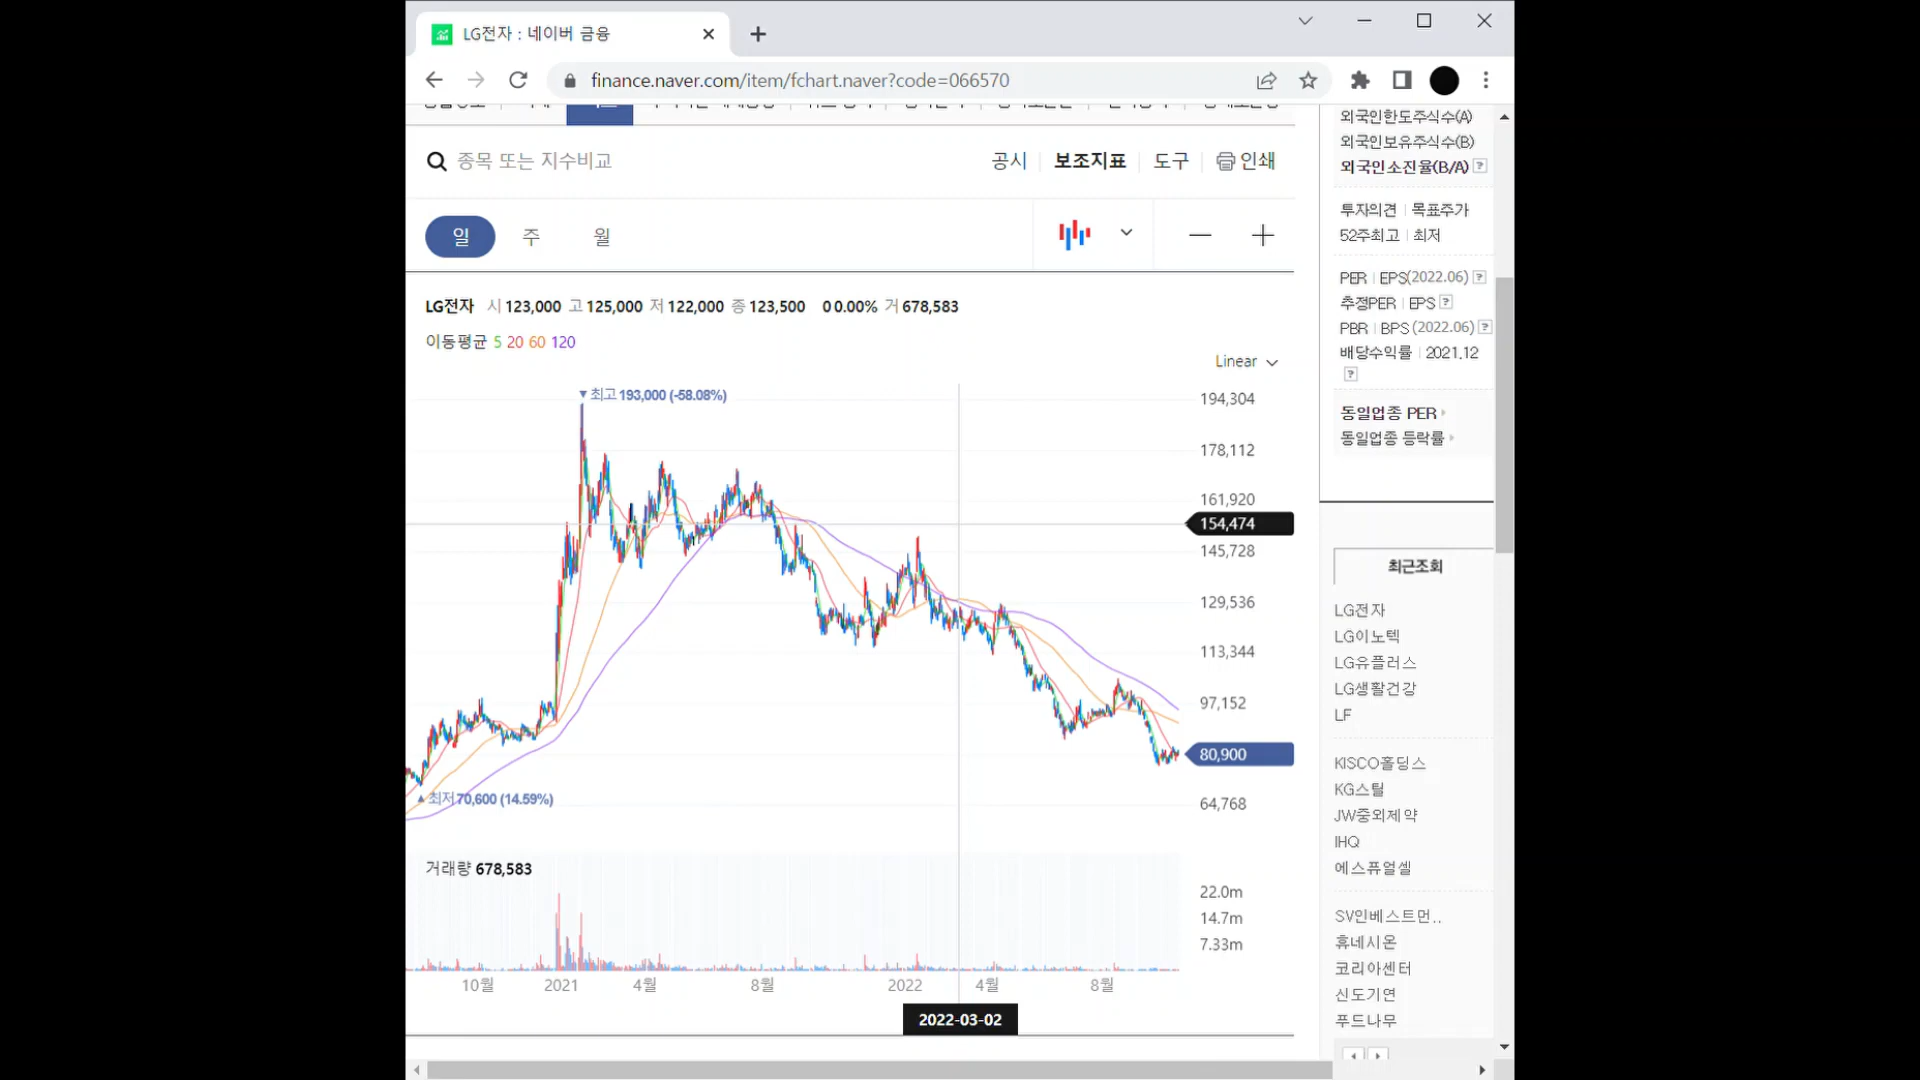 LG전자 : 네이버 금융
finance.naver.com/item/fchart.naver?code=066570
종목 또는 지수비교
공시 보조지표 도구 인쇄
일 주 월
LG전자 시 123,000 고 125,000 저 122,000 종 123,500 0 0.00% 거 678,583
이동평균 5 20 60 120
Linear
▼최고 193,000 (-58.08%)
194,304
178,112
161,920
154,474
145,728
129,536
113,344
97,152
80,900
▲최저70,600 (14.59%)
64,768
거래량 678,583
22.0m
14.7m
7.33m
10월 2021 4월 8월 2022 4월 8월
2022-03-02
외국인한도주식수(A)
외국인보유주식수(B)
외국인소진율(B/A) ?
투자의견 | 목표주가
52주최고 | 최저
PER | EPS(2022.06) ?
추정PER | EPS ?
PBR | BPS (2022.06) ?
배당수익률 | 2021.12
?
동일업종 PER
동일업종 등락률
최근조회
LG전자
LG이노텍
LG유플러스
LG생활건강
LF
KISCO홀딩스
KG스틸
JW중외제약
IHQ
에스퓨얼셀
SV인베스트먼..
휴네시온
코리아센터
신도기연
푸드나무